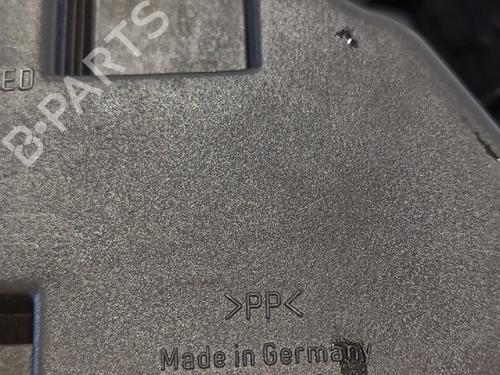 B-PARTS
ED
>PP<
Made in Germany